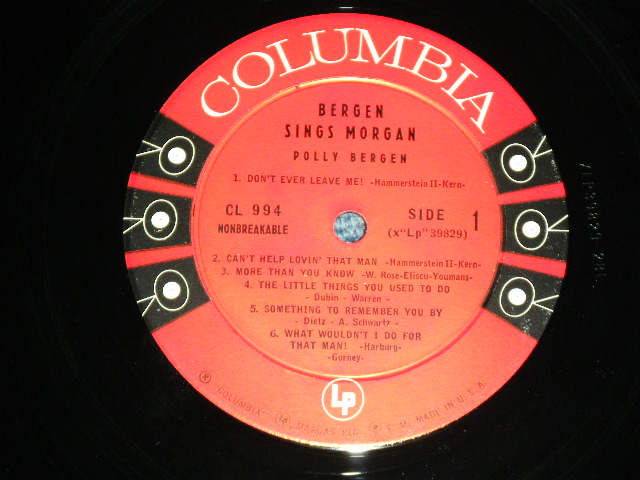 COLUMBIA
BERGEN
SINGS MORGAN
POLLY BERGEN
1. DON'T EVER LEAVE ME! -Hammerstein II-Kern-
CL 994
NONBREAKABLE
SIDE 1
(x"Lp" 39829)
2. CAN'T HELP LOVIN' THAT MAN -Hammerstein II-Kern-
3. MORE THAN YOU KNOW -W. Rose-Eliscu-Youmans-
4. THE LITTLE THINGS YOU USED TO DO
- Dubin - Warren -
5. SOMETHING TO REMEMBER YOU BY
- Dietz - A. Schwartz -
6. WHAT WOULDN'T I DO FOR
THAT MAN! -Harburg-
-Gorney-
Lp
® "COLUMBIA" MARCAS REG. T. M. MADE IN U.S.A.